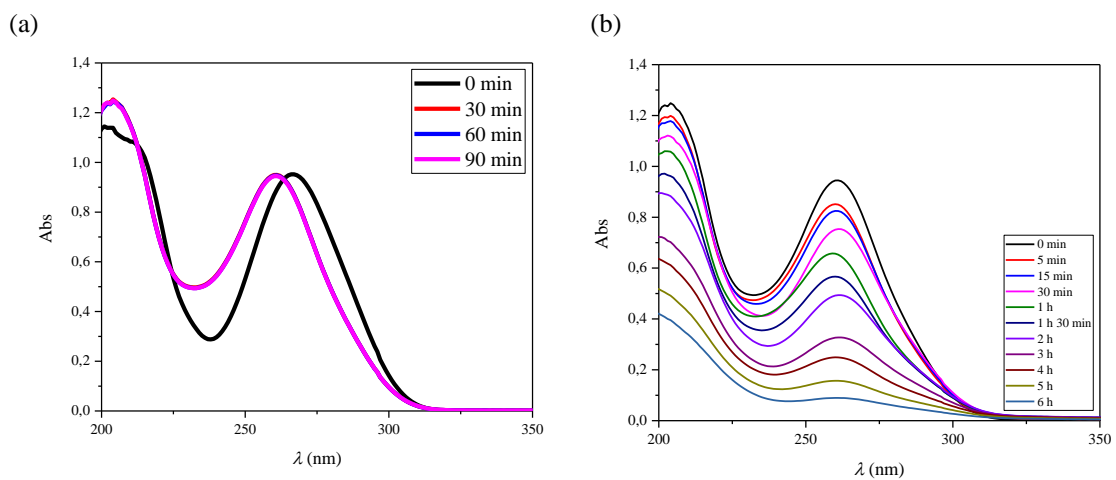 (a)
1,4
1,2
1,0
0,8
0,6
0,4
0,2
0,0
Abs
200
250
300
350
λ (nm)
0 min
30 min
60 min
90 min
(b)
1,4
1,2
1,0
0,8
0,6
0,4
0,2
0,0
Abs
200
250
300
350
λ (nm)
0 min
5 min
15 min
30 min
1 h
1 h 30 min
2 h
3 h
4 h
5 h
6 h